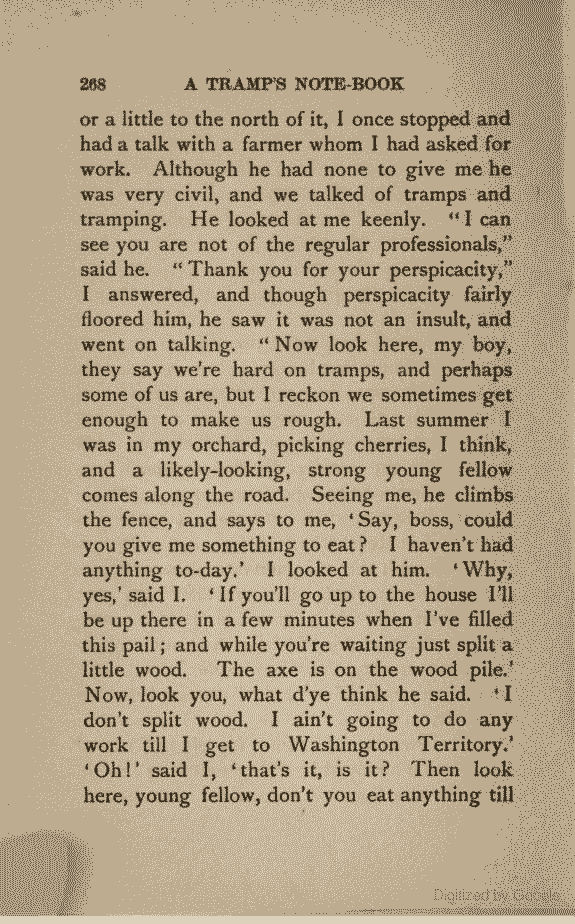 268 A TRAMP'S NOTE-BOOK
or a little to the north of it, I once stopped and
had a talk with a farmer whom I had asked for
work. Although he had none to give me he
was very civil, and we talked of tramps and
tramping. He looked at me keenly. "I can
see you are not of the regular professionals,"
said he. "Thank you for your perspicacity,"
I answered, and though perspicacity fairly
floored him, he saw it was not an insult, and
went on talking. "Now look here, my boy,
they say we're hard on tramps, and perhaps
some of us are, but I reckon we sometimes get
enough to make us rough. Last summer I
was in my orchard, picking cherries, I think,
and a likely-looking, strong young fellow
comes along the road. Seeing me, he climbs
the fence, and says to me, 'Say, boss, could
you give me something to eat? I haven't had
anything to-day.' I looked at him. 'Why,
yes,' said I. 'If you'll go up to the house I'll
be up there in a few minutes when I've filled
this pail; and while you're waiting just split a
little wood. The axe is on the wood pile.'
Now, look you, what d'ye think he said. 'I
don't split wood. I ain't going to do any
work till I get to Washington Territory.'
'Oh!' said I, 'that's it, is it? Then look
here, young fellow, don't you eat anything till
Digitized by Google